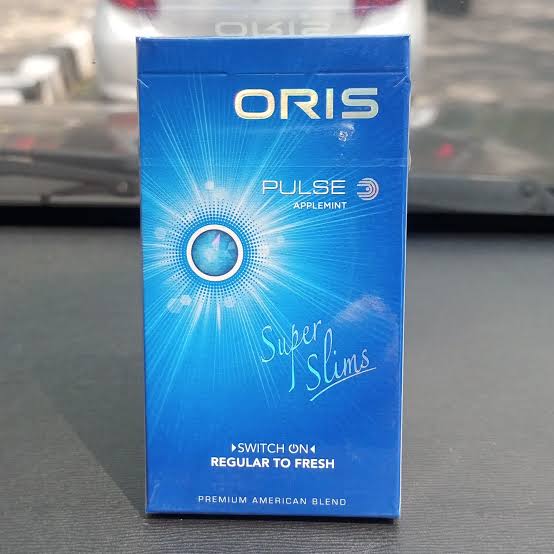 ORIS
PULSE
APPLEMINT
Super
Slims
SWITCH ON
REGULAR TO FRESH
PREMIUM AMERICAN BLEND